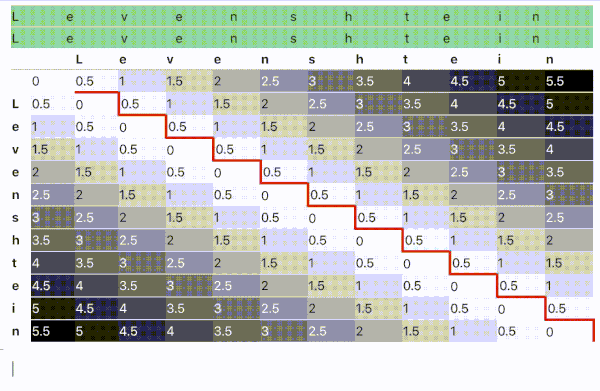 L e v e n s h t e i n
L e v e n s h t e i n
L e v e n s h t e i n
0 0.5 1 1.5 2 2.5 3 3.5 4 4.5 5 5.5
L 0.5 0 0.5 1 1.5 2 2.5 3 3.5 4 4.5 5
e 1 0.5 0 0.5 1 1.5 2 2.5 3 3.5 4 4.5
v 1.5 1 0.5 0 0.5 1 1.5 2 2.5 3 3.5 4
e 2 1.5 1 0.5 0 0.5 1 1.5 2 2.5 3 3.5
n 2.5 2 1.5 1 0.5 0 0.5 1 1.5 2 2.5 3
s 3 2.5 2 1.5 1 0.5 0 0.5 1 1.5 2 2.5
h 3.5 3 2.5 2 1.5 1 0.5 0 0.5 1 1.5 2
t 4 3.5 3 2.5 2 1.5 1 0.5 0 0.5 1 1.5
e 4.5 4 3.5 3 2.5 2 1.5 1 0.5 0 0.5 1
i 5 4.5 4 3.5 3 2.5 2 1.5 1 0.5 0 0.5
n 5.5 5 4.5 4 3.5 3 2.5 2 1.5 1 0.5 0